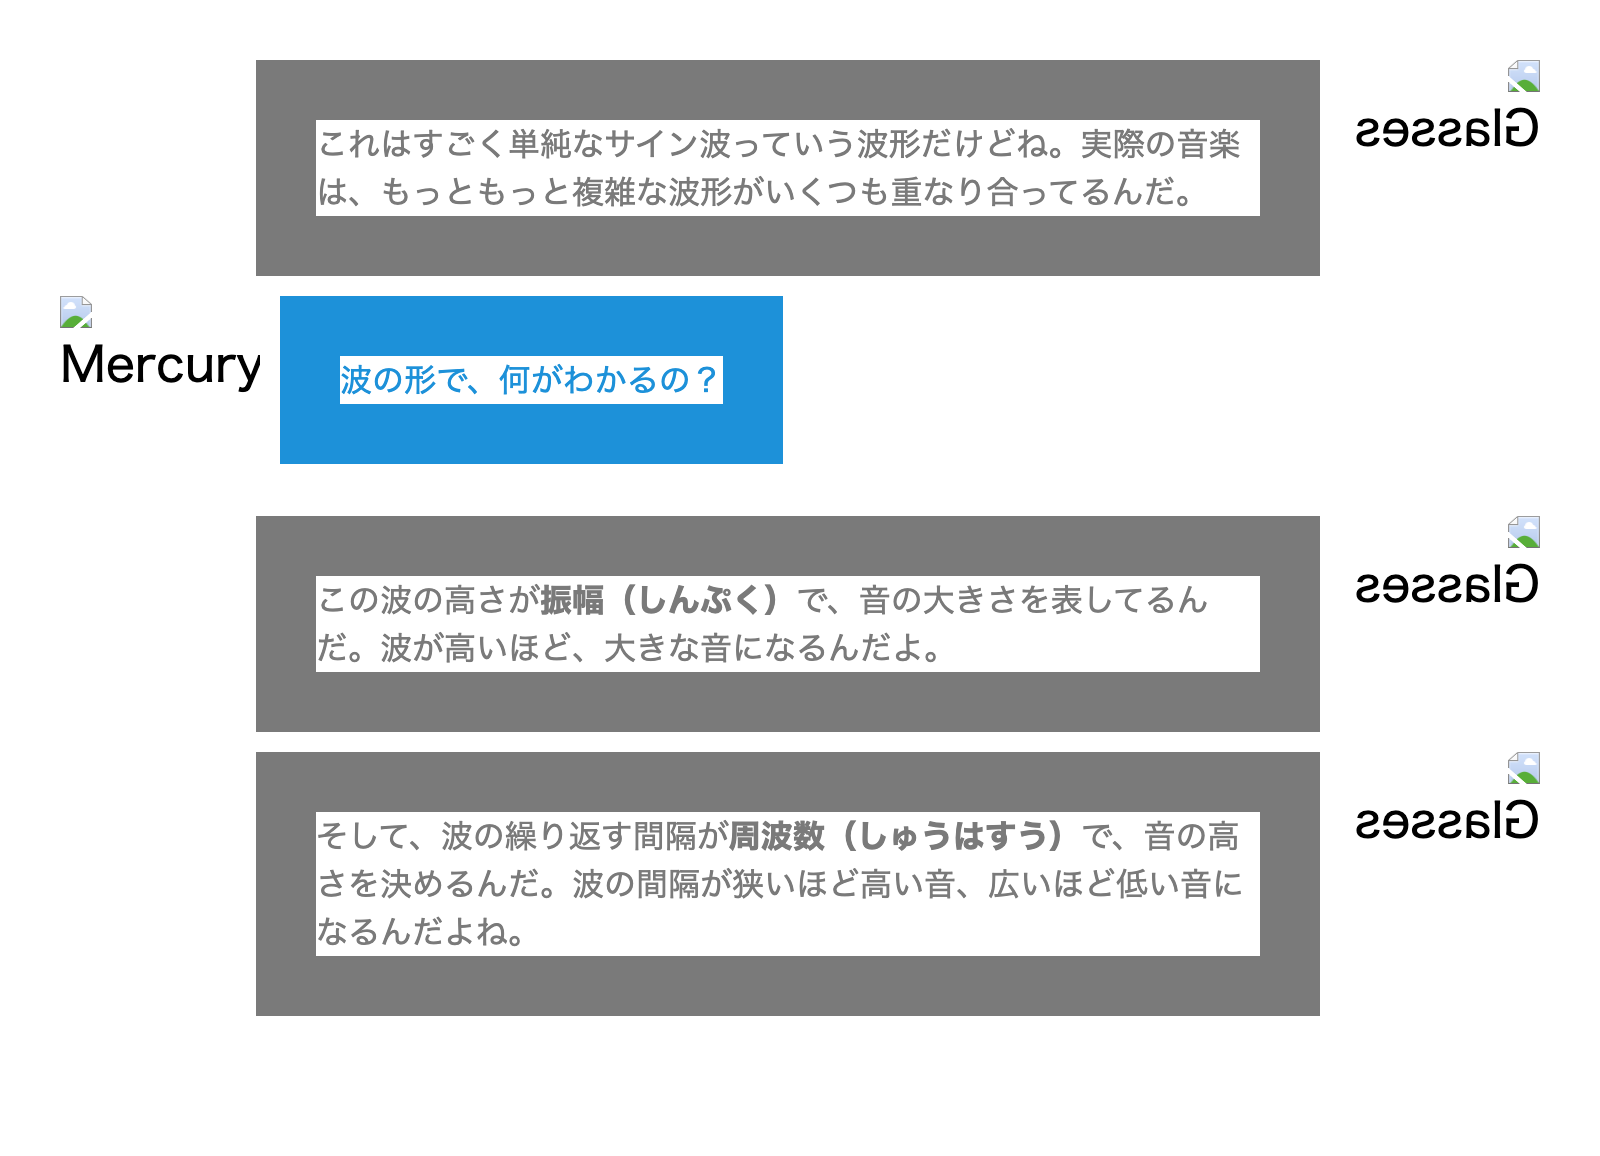 これはすごく単純なサイン波っていう波形だけどね。実際の音楽
は、もっともっと複雑な波形がいくつも重なり合ってるんだ。
Glasses
Mercury
波の形で、何がわかるの？
この波の高さが振幅（しんぷく）で、音の大きさを表してるん
だ。波が高いほど、大きな音になるんだよ。
Glasses
そして、波の繰り返す間隔が周波数（しゅうはすう）で、音の高
さを決めるんだ。波の間隔が狭いほど高い音、広いほど低い音に
なるんだよね。
Glasses